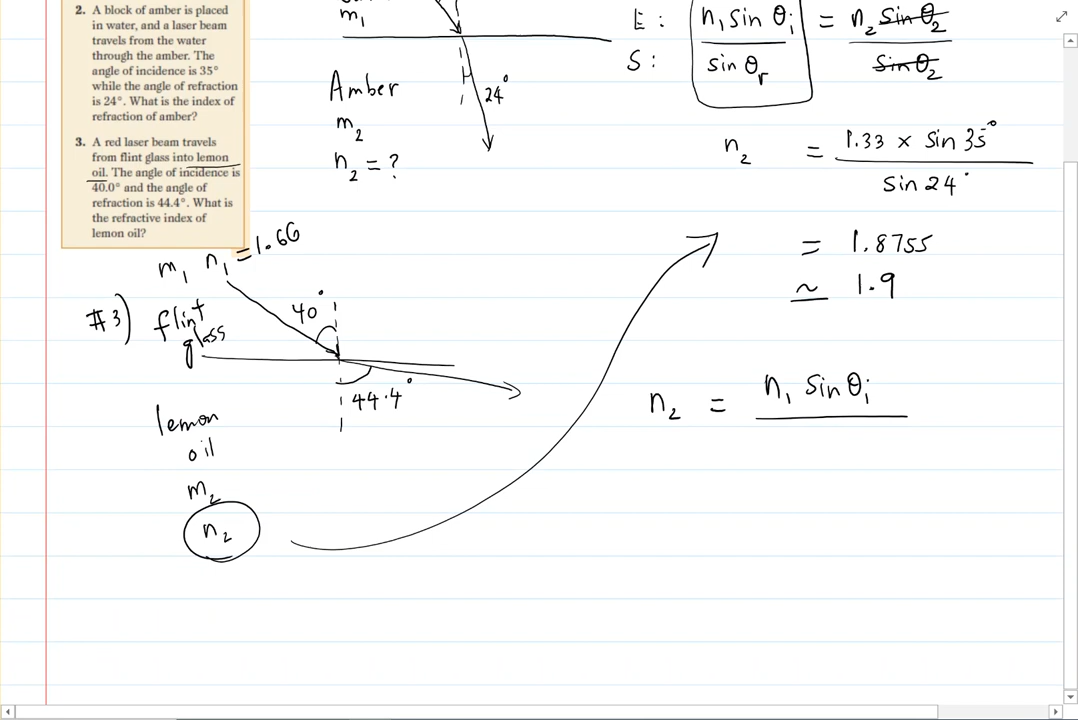 2. A block of amber is placed
in water, and a laser beam
travels from the water
through the amber. The
angle of incidence is 35°
while the angle of refraction
is 24°. What is the index of
refraction of amber?
3. A red laser beam travels
from flint glass into lemon
oil. The angle of incidence is
40.0° and the angle of
refraction is 44.4°. What is
the refractive index of
lemon oil?
m₁
Amber
m₂
n₂ = ?
24°
E: n₁ sin θi / sin θr = n₂ sin θ₂ / sin θ₂
S:
n₂ = 1.33 × sin 35° / sin 24°
= 1.8755
≃ 1.9
#3) flint
glass
m₁ n₁ = 1.66
40°
44.4°
lemon
oil
m₂
n₂
n₂ = n₁ sin θi